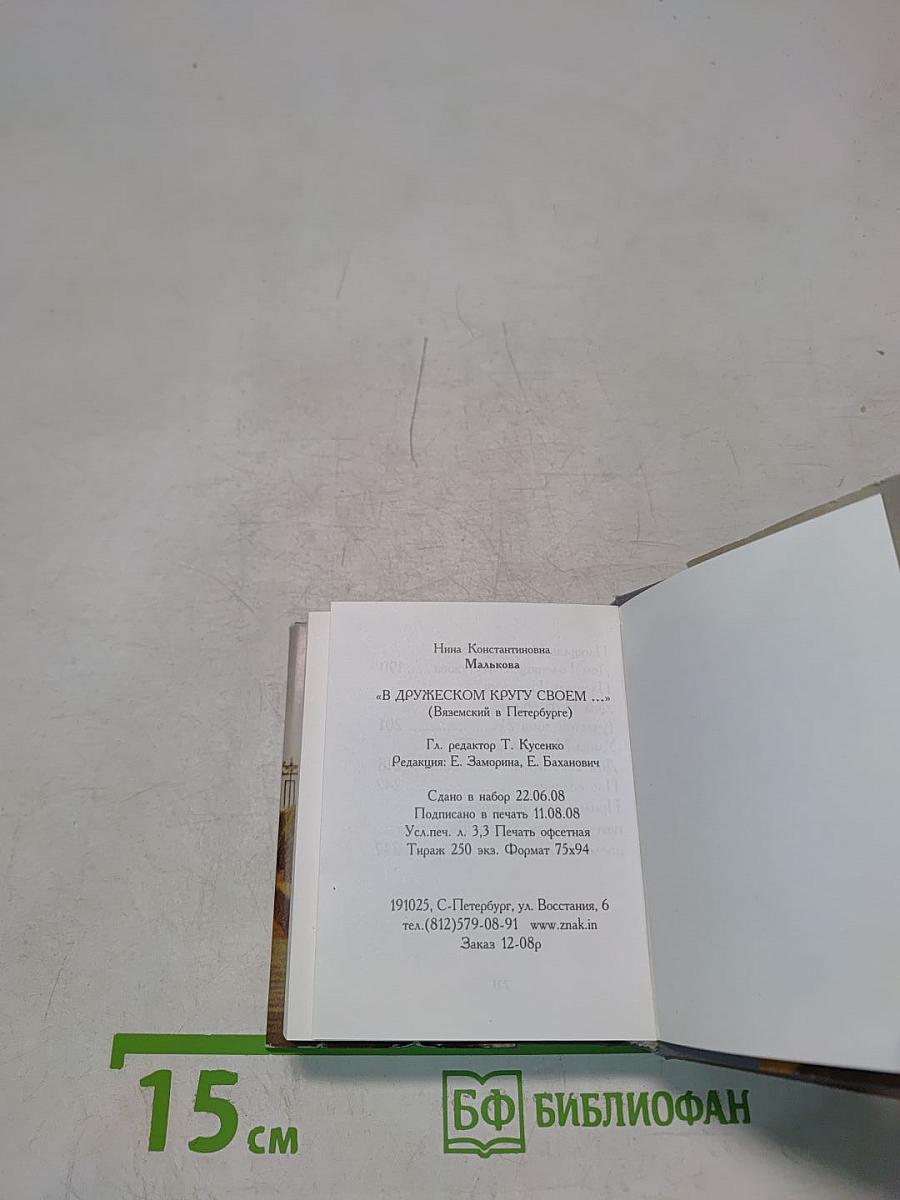 Нина Константиновна
Малькова
«В ДРУЖЕСКОМ КРУГУ СВОЕМ ...»
(Вяземский в Петербурге)
Гл. редактор Т. Кусенко
Редакция: Е. Заморина, Е. Баханович
Сдано в набор 22.06.08
Подписано в печать 11.08.08
Усл.печ. л. 3,3 Печать офсетная
Тираж 250 экз. Формат 75х94
191025, С-Петербург, ул. Восстания, 6
тел.(812)579-08-91 www.znak.in
Заказ 12-08р
15 см
БФ БИБЛИОФАН